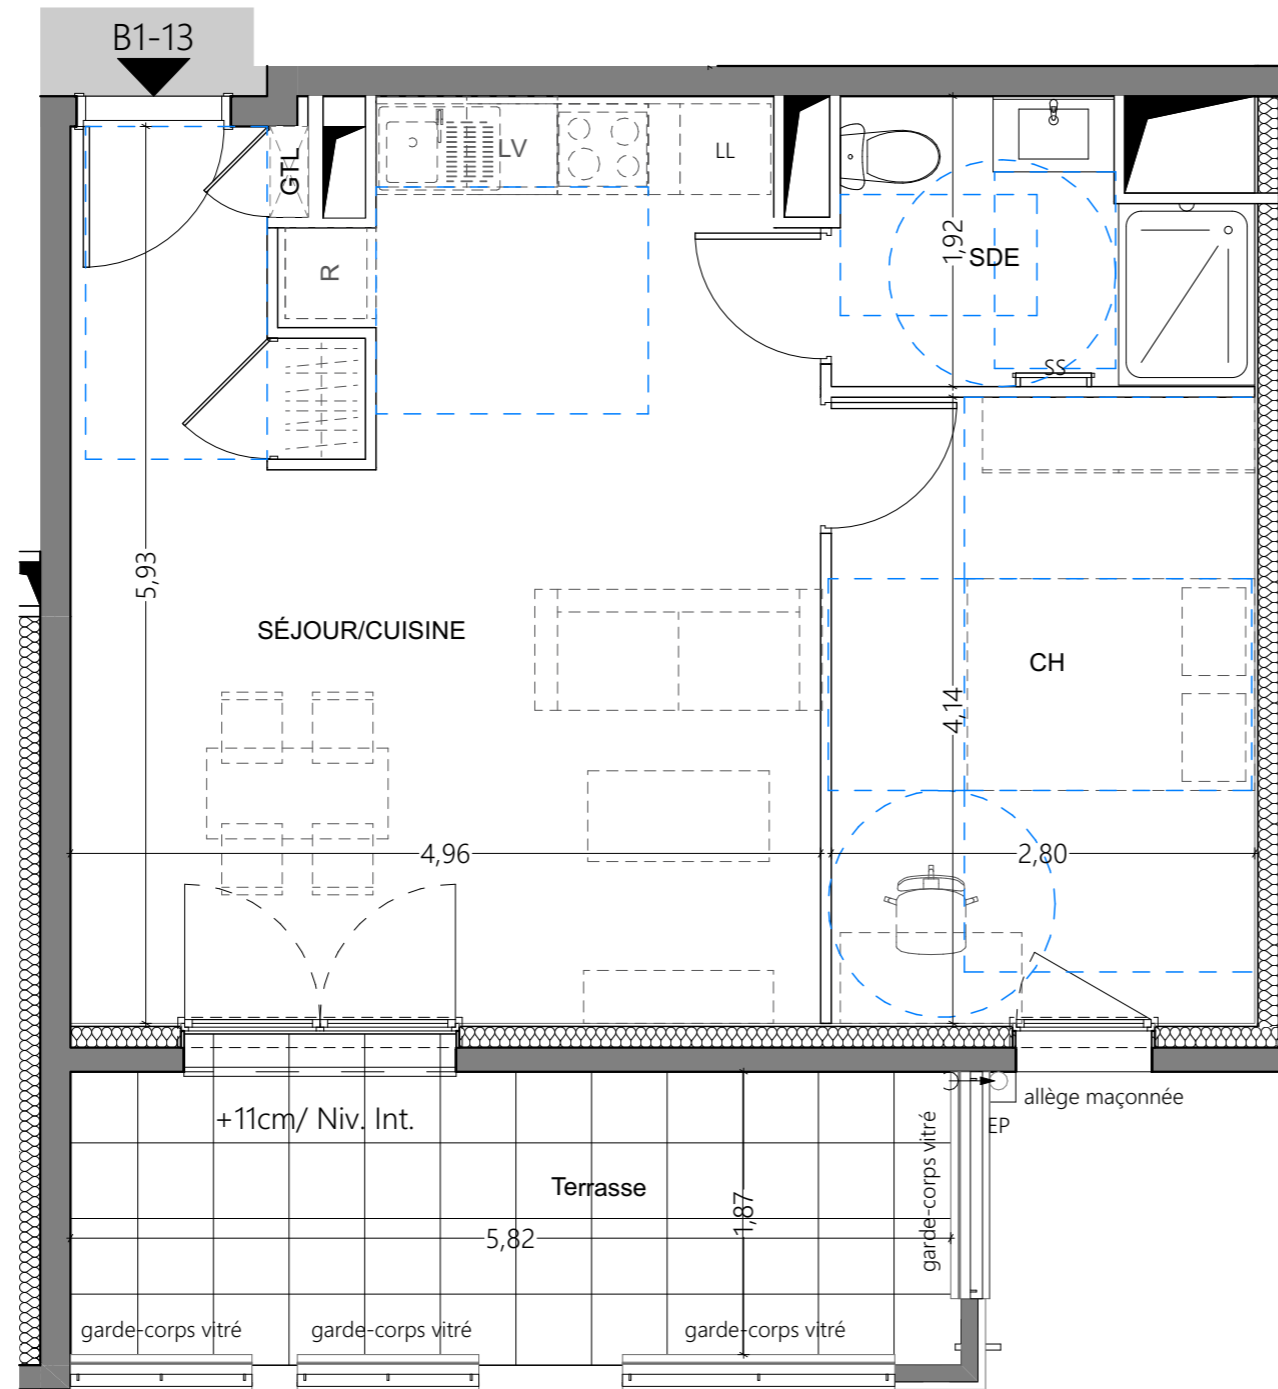 B1-13
GTL
LV
LL
R
1,92
SDE
SS
5,93
SÉJOUR/CUISINE
CH
4,14
4,96
2,80
+11cm/ Niv. Int.
allège maçonnée
EP
garde-corps vitré
Terrasse
1,87
5,82
garde-corps vitré
garde-corps vitré
garde-corps vitré